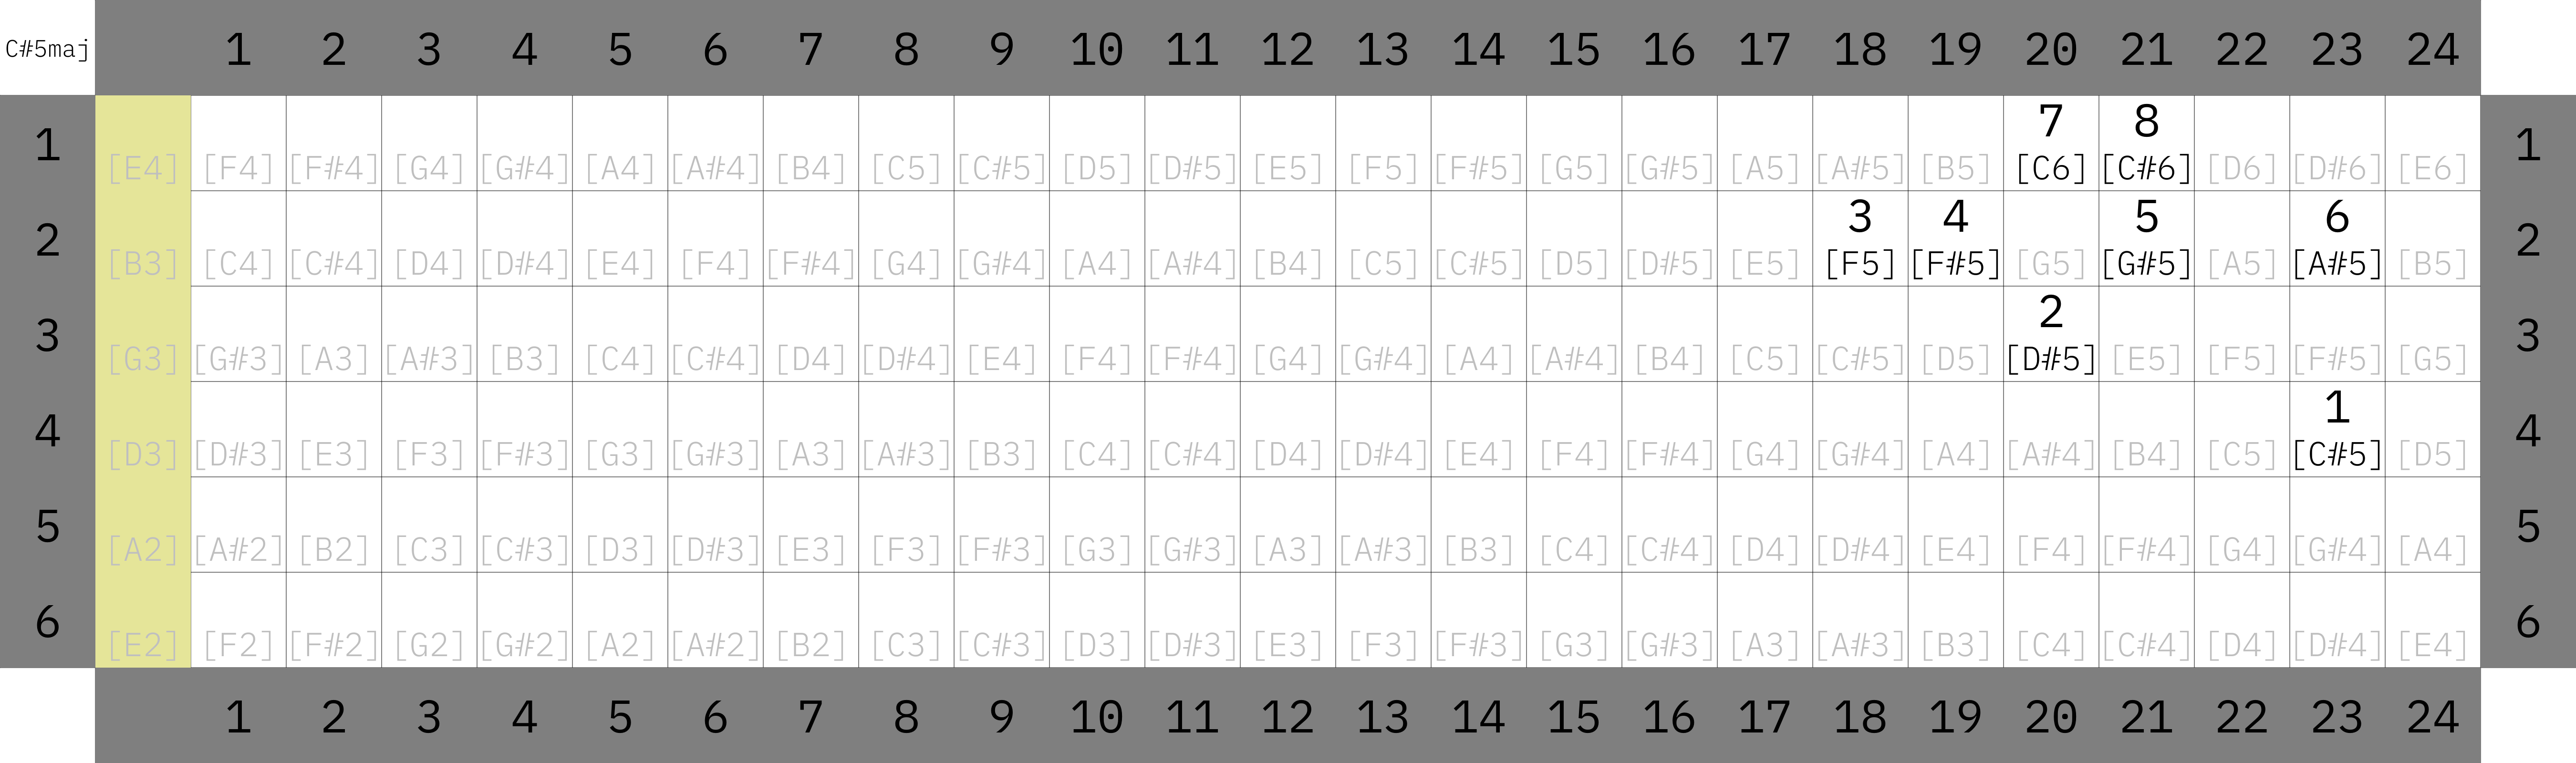 C#5maj 1 2 3 4 5 6 7 8 9 10 11 12 13 14 15 16 17 18 19 20 21 22 23 24
7 8
1 [E4] [F4] [F#4] [G4] [G#4] [A4] [A#4] [B4] [C5] [C#5] [D5] [D#5] [E5] [F5] [F#5] [G5] [G#5] [A5] [A#5] [B5] [C6] [C#6] [D6] [D#6] [E6] 1
3 4 5 6
2 [B3] [C4] [C#4] [D4] [D#4] [E4] [F4] [F#4] [G4] [G#4] [A4] [A#4] [B4] [C5] [C#5] [D5] [D#5] [E5] [F5] [F#5] [G5] [G#5] [A5] [A#5] [B5] 2
2
3 [G3] [G#3] [A3] [A#3] [B3] [C4] [C#4] [D4] [D#4] [E4] [F4] [F#4] [G4] [G#4] [A4] [A#4] [B4] [C5] [C#5] [D5] [D#5] [E5] [F5] [F#5] [G5] 3
1
4 [D3] [D#3] [E3] [F3] [F#3] [G3] [G#3] [A3] [A#3] [B3] [C4] [C#4] [D4] [D#4] [E4] [F4] [F#4] [G4] [G#4] [A4] [A#4] [B4] [C5] [C#5] [D5] 4
5 [A2] [A#2] [B2] [C3] [C#3] [D3] [D#3] [E3] [F3] [F#3] [G3] [G#3] [A3] [A#3] [B3] [C4] [C#4] [D4] [D#4] [E4] [F4] [F#4] [G4] [G#4] [A4] 5
6 [E2] [F2] [F#2] [G2] [G#2] [A2] [A#2] [B2] [C3] [C#3] [D3] [D#3] [E3] [F3] [F#3] [G3] [G#3] [A3] [A#3] [B3] [C4] [C#4] [D4] [D#4] [E4] 6
1 2 3 4 5 6 7 8 9 10 11 12 13 14 15 16 17 18 19 20 21 22 23 24